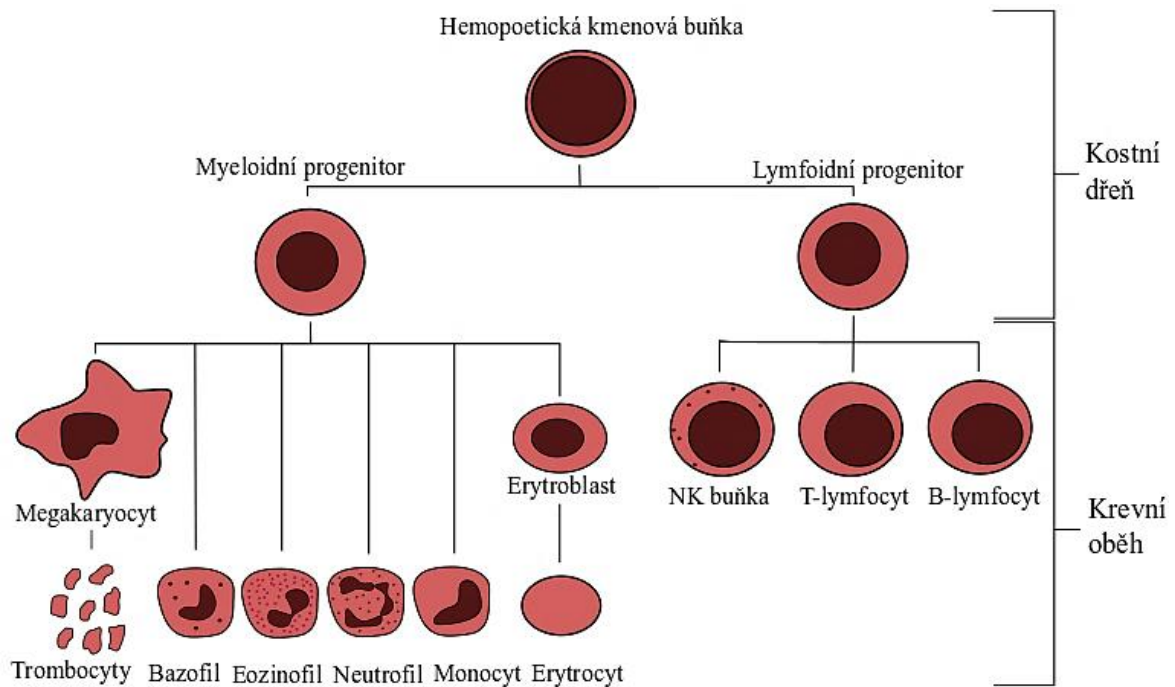 Hemopoetická kmenová buňka
Myeloidní progenitor
Lymfoidní progenitor
Kostní
dřeň
Megakaryocyt
Erytroblast
NK buňka
T-lymfocyt
B-lymfocyt
Krevní
oběh
Trombocyty
Bazofil
Eozinofil
Neutrofil
Monocyt
Erytrocyt